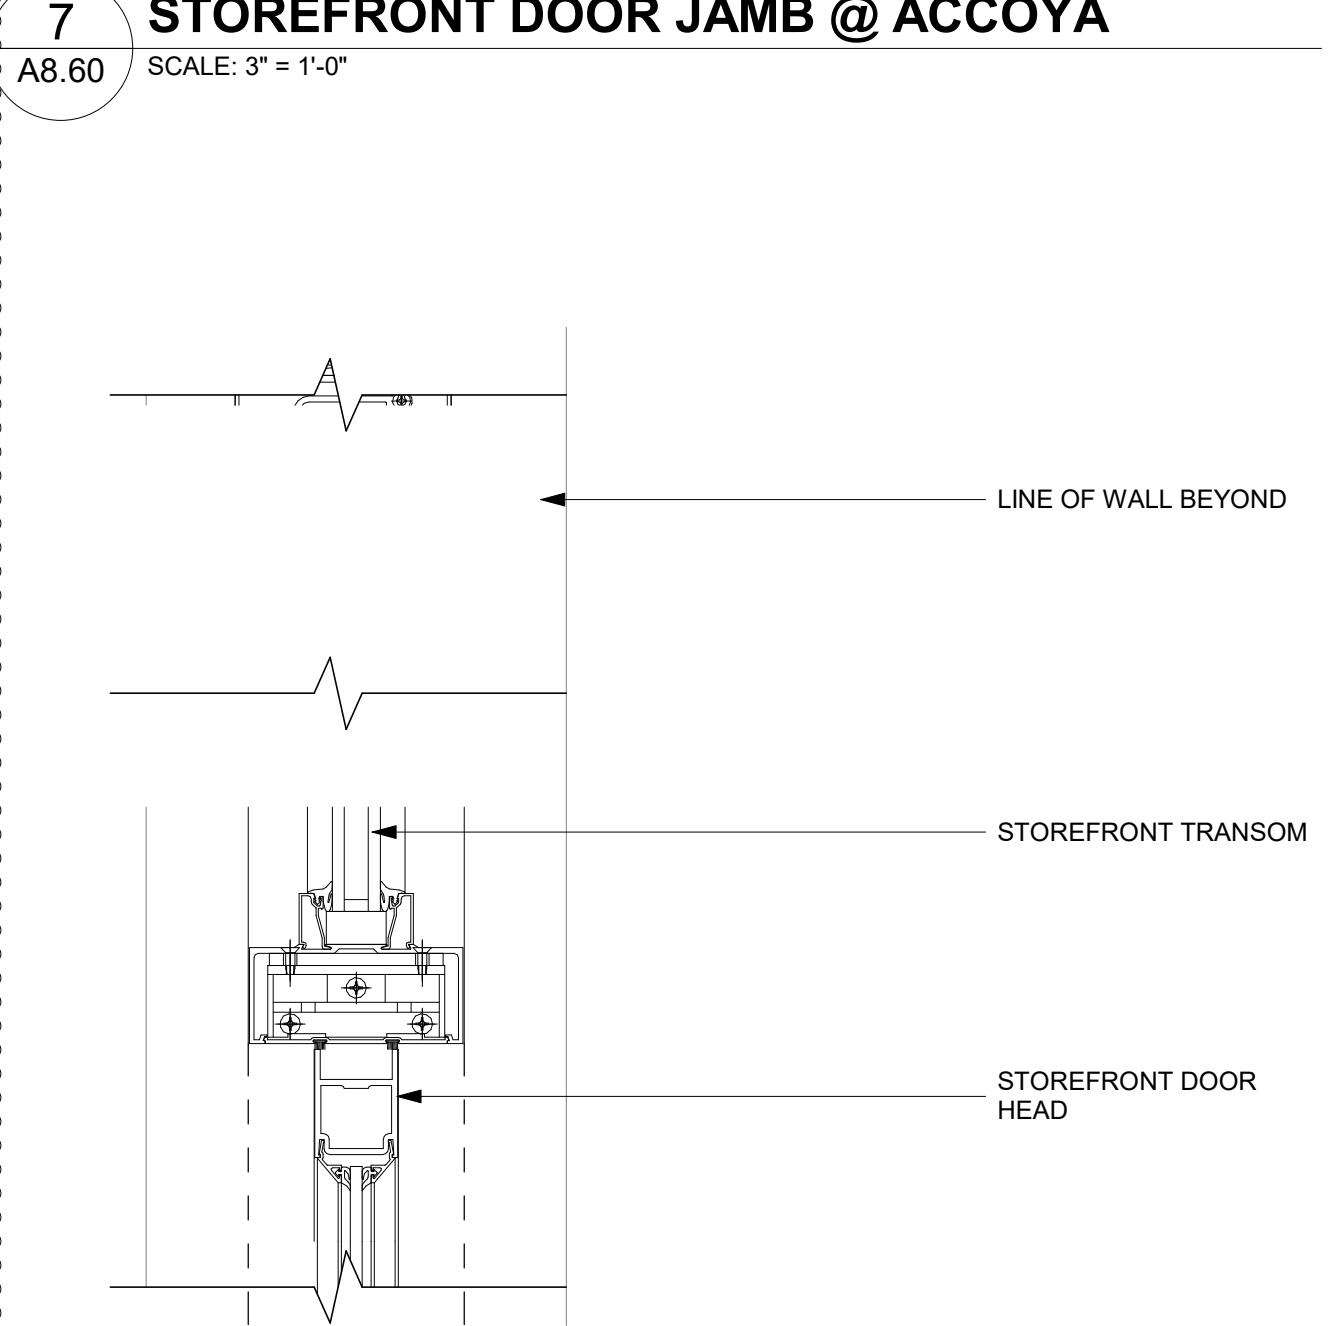 7
STOREFRONT DOOR JAMB @ ACCOYA
A8.60
SCALE: 3" = 1'-0"
LINE OF WALL BEYOND
STOREFRONT TRANSOM
STOREFRONT DOOR
HEAD